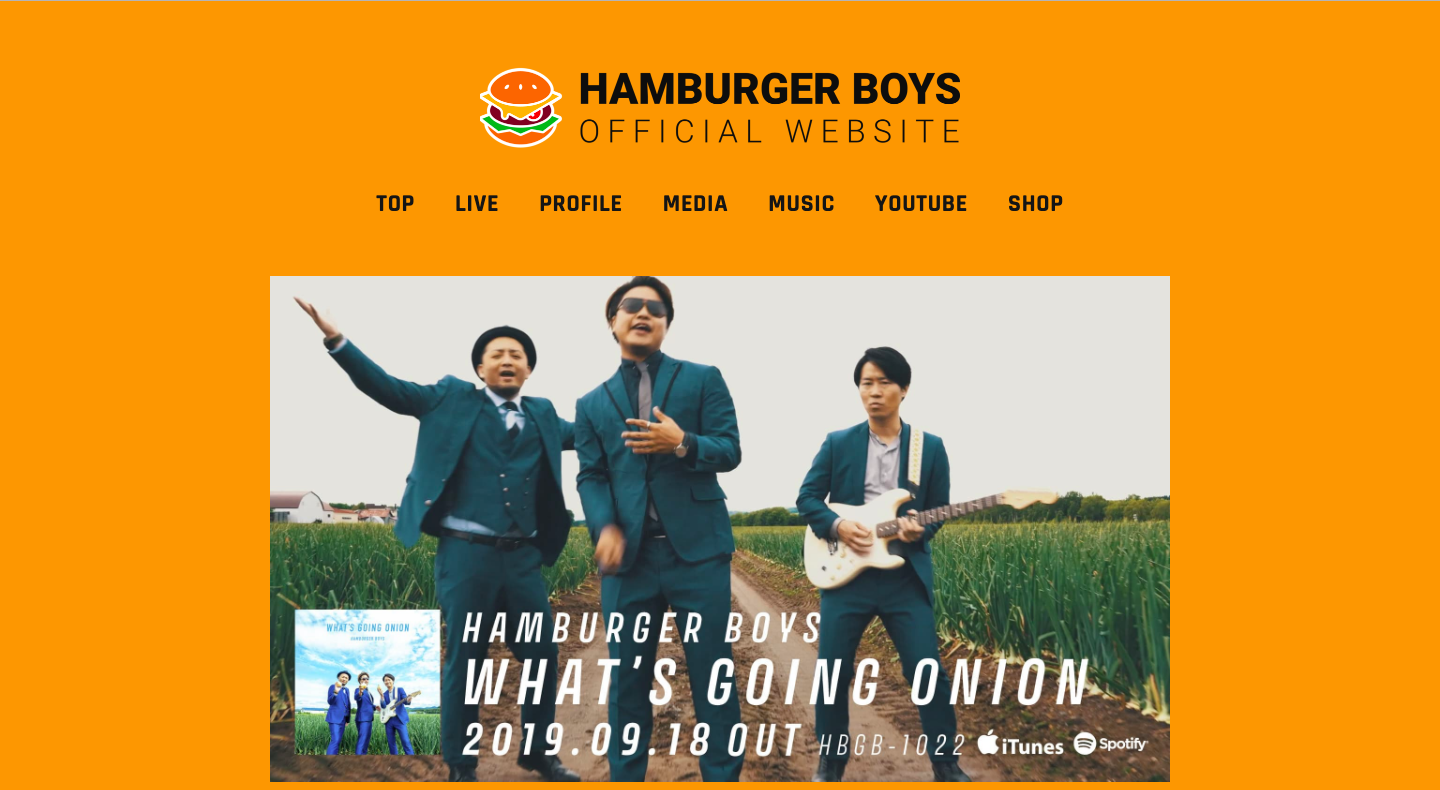 HAMBURGER BOYS
OFFICIAL WEBSITE
TOP LIVE PROFILE MEDIA MUSIC YOUTUBE SHOP
WHAT'S GOING ONION
HAMBURGER BOYS
HAMBURGER BOYS
WHAT'S GOING ONION
2019.09.18 OUT HBGB-1022 iTunes Spotify